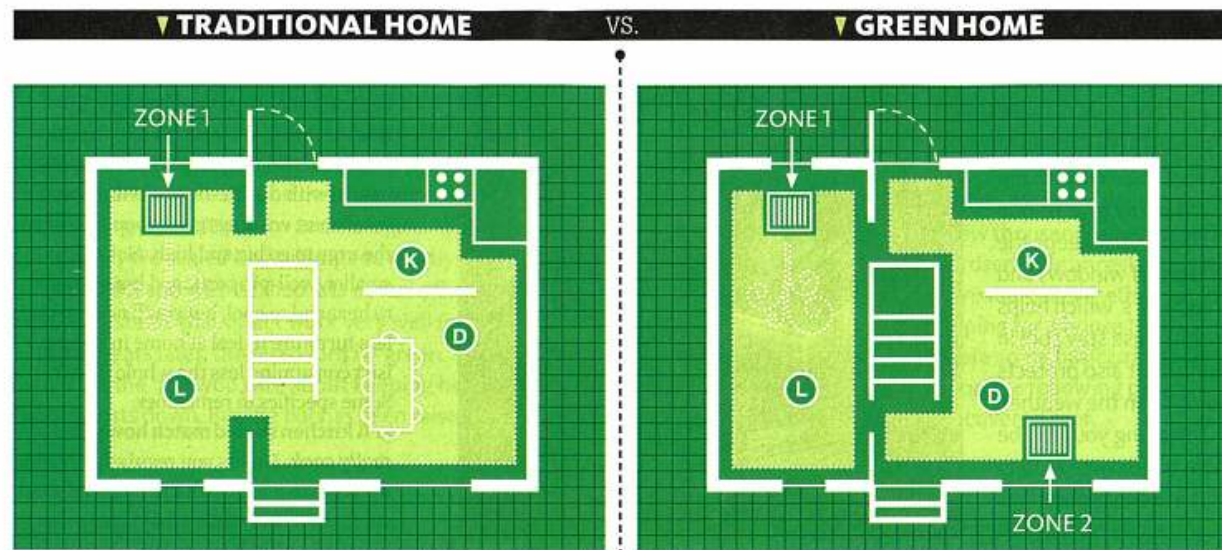 TRADITIONAL HOME
VS.
GREEN HOME
ZONE 1
K
D
L
ZONE 1
K
L
D
ZONE 2